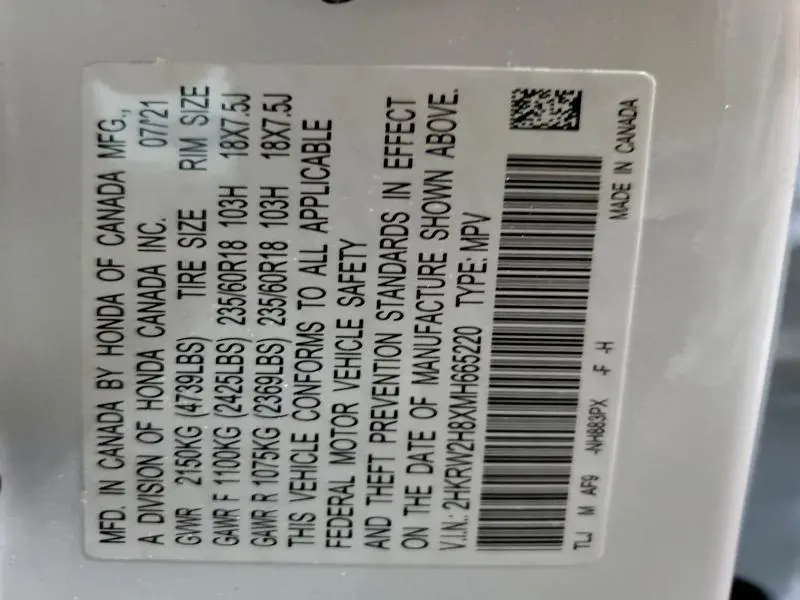 MFD. IN CANADA BY HONDA OF CANADA MFG.,
A DIVISION OF HONDA CANADA INC. 07/21
GVWR 2150KG (4739LBS) TIRE SIZE RIM SIZE
GAWR F 1100KG (2425LBS) 235/60R18 103H 18X7.5J
GAWR R 1075KG (2369LBS) 235/60R18 103H 18X7.5J
THIS VEHICLE CONFORMS TO ALL APPLICABLE
FEDERAL MOTOR VEHICLE SAFETY
AND THEFT PREVENTION STANDARDS IN EFFECT
ON THE DATE OF MANUFACTURE SHOWN ABOVE.
V.I.N.: 2HKRW2H8XMH665220 TYPE: MPV
TLJ M AF9 -NH883PX -F -H
MADE IN CANADA